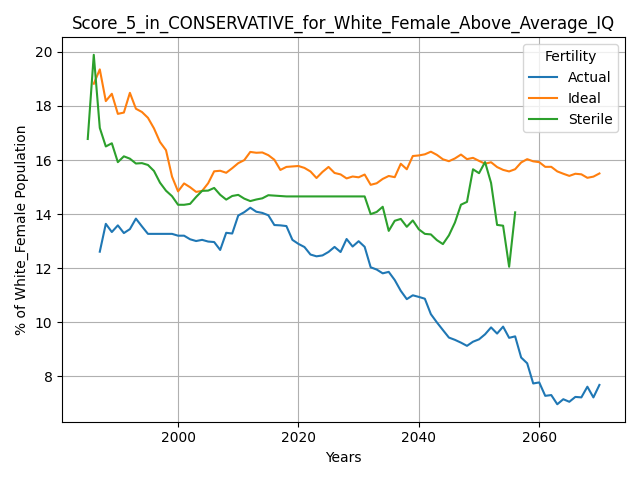 Score_5_in_CONSERVATIVE_for_White_Female_Above_Average_IQ
Fertility
Actual
Ideal
Sterile
% of White_Female Population
20
18
16
14
12
10
8
2000 2020 2040 2060
Years